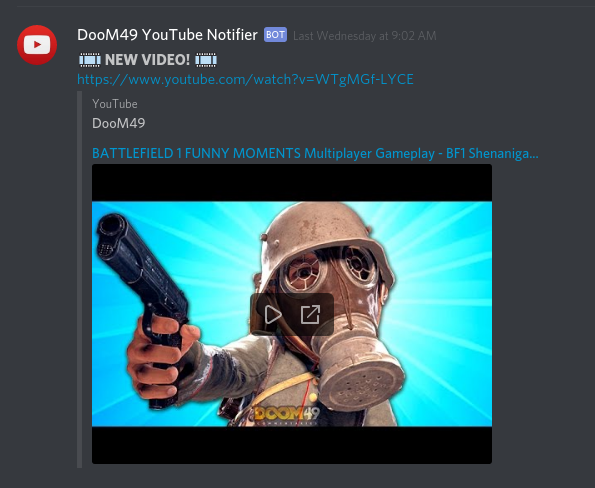 DooM49 YouTube Notifier BOT Last Wednesday at 9:02 AM
NEW VIDEO!
https://www.youtube.com/watch?v=WTgMGf-LYCE
YouTube
DooM49
BATTLEFIELD 1 FUNNY MOMENTS Multiplayer Gameplay - BF1 Shenaniga...
DOOM49